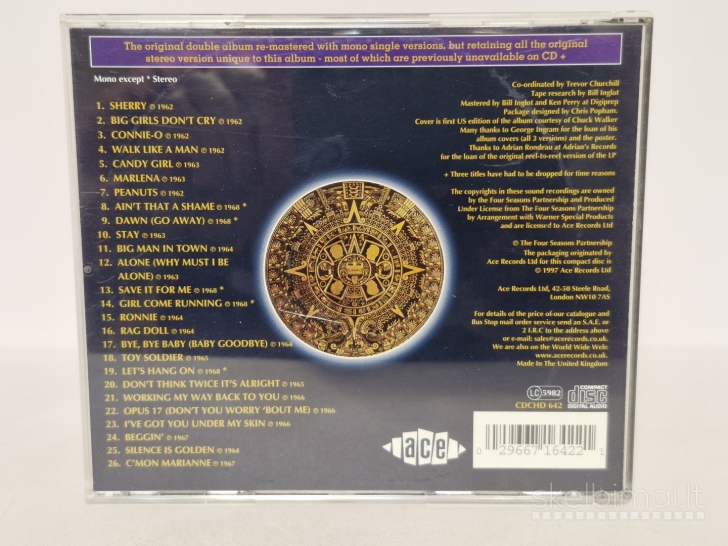 The original double album re-mastered with mono single versions, but retaining all the original
stereo version unique to this album - most of which are previously unavailable on CD +
Mono except * Stereo
1. SHERRY ℗ 1962
2. BIG GIRLS DON'T CRY ℗ 1962
3. CONNIE-O ℗ 1962
4. WALK LIKE A MAN ℗ 1962
5. CANDY GIRL ℗ 1963
6. MARLENA ℗ 1963
7. PEANUTS ℗ 1962
8. AIN'T THAT A SHAME ℗ 1968 *
9. DAWN (GO AWAY) ℗ 1968 *
10. STAY ℗ 1963
11. BIG MAN IN TOWN ℗ 1964
12. ALONE (WHY MUST I BE
ALONE) ℗ 1963
13. SAVE IT FOR ME ℗ 1968 *
14. GIRL COME RUNNING ℗ 1968 *
15. RONNIE ℗ 1964
16. RAG DOLL ℗ 1964
17. BYE, BYE BABY (BABY GOODBYE) ℗ 1964
18. TOY SOLDIER ℗ 1965
19. LET'S HANG ON ℗ 1968 *
20. DON'T THINK TWICE IT'S ALRIGHT ℗ 1965
21. WORKING MY WAY BACK TO YOU ℗ 1966
22. OPUS 17 (DON'T YOU WORRY 'BOUT ME) ℗ 1966
23. I'VE GOT YOU UNDER MY SKIN ℗ 1966
24. BEGGIN' ℗ 1967
25. SILENCE IS GOLDEN ℗ 1964
26. C'MON MARIANNE ℗ 1967
Co-ordinated by Trevor Churchill
Tape research by Bill Inglot
Mastered by Bill Inglot and Ken Perry at Digiprep
Package designed by Chris Popham.
Cover is first US edition of the album courtesy of Chuck Walker
Many thanks to George Ingram for the loan of his
album covers (all 3 versions) and the poster.
Thanks to Adrian Rondeau at Adrian's Records
for the loan of the original reel-to-reel version of the LP
+ Three titles have had to be dropped for time reasons
The copyrights in these sound recordings are owned
by the Four Seasons Partnership and Produced
Under License from The Four Seasons Partnership
by Arrangement with Warner Special Products
and are licensed to Ace Records Ltd
℗ The Four Seasons Partnership
The packaging originated by
Ace Records Ltd for this compact disc is
© 1997 Ace Records Ltd
Ace Records Ltd, 42-50 Steele Road,
London NW10 7AS
For details of the price of our catalogue and
Bus Stop mail order service send an S.A.E. or
2 I.R.C to the address above
or e-mail: sales@acerecords.co.uk.
We are also on the World Wide Web:
www.acerecords.co.uk.
Made In The United Kingdom
LC 5982
COMPACT
disc
DIGITAL AUDIO
CDCHD 642
ace
0 29667 16422 1
skelbimai.lt